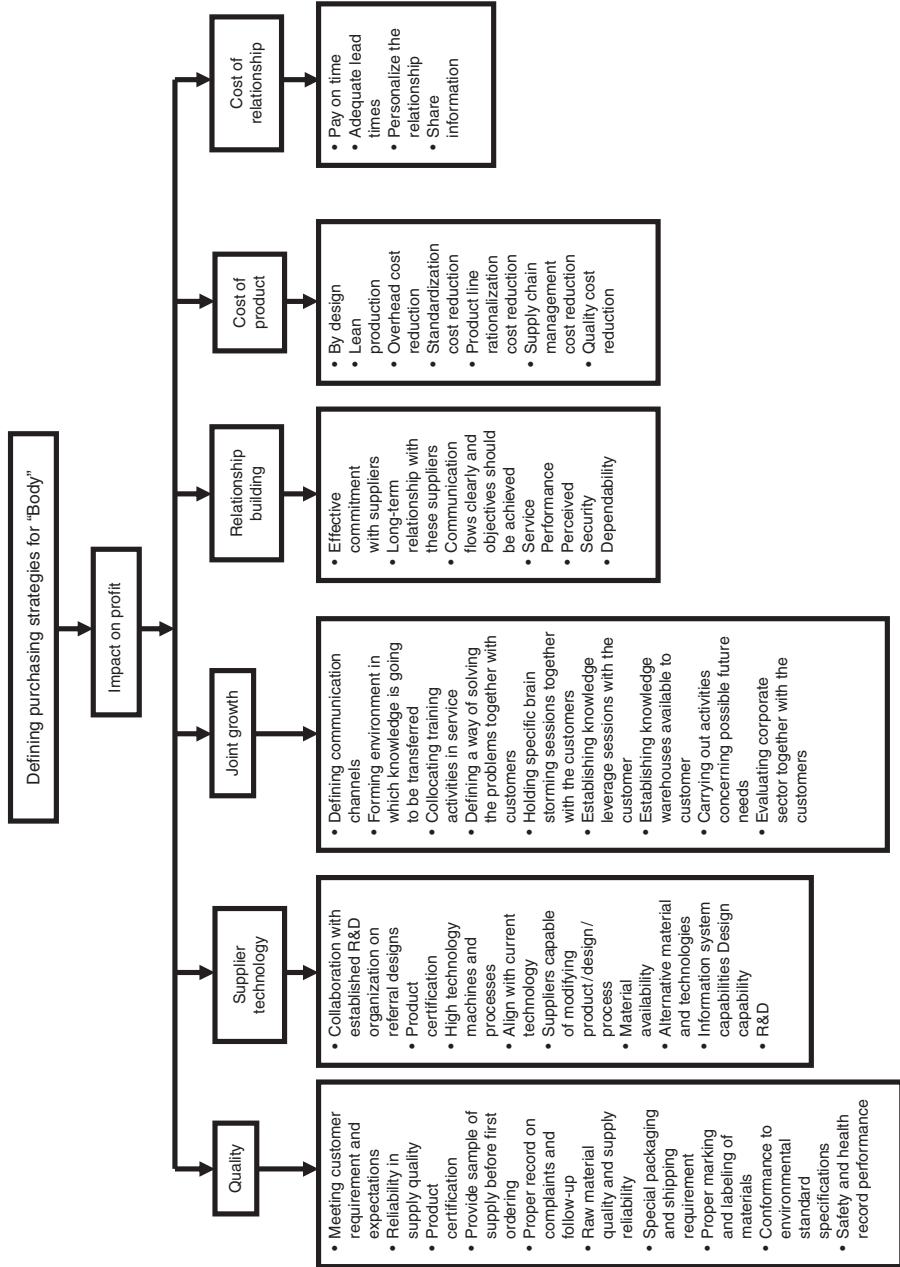 Defining purchasing strategies for “Body”
Impact on profit
Quality
• Meeting customer
requirement and
expectations
• Reliability in
supply quality
• Product
certification
• Provide sample of
supply before first
ordering
• Proper record on
complaints and
follow-up
• Raw material
quality and supply
reliability
• Special packaging
and shipping
requirement
• Proper marking
and labeling of
materials
• Conformance to
environmental
standard
specifications
• Safety and health
record performance
Supplier
technology
• Collaboration with
established R&D
organization on
referral designs
• Product
certification
• High technology
machines and
processes
• Align with current
technology
• Suppliers capable
of modifying
product/design/
process
• Material
availability
• Alternative material
and technologies
• Information system
capabilities Design
capability
• R&D
Joint growth
• Defining communication
channels
• Forming environment in
which knowledge is going
to be transferred
• Collocating training
activities in service
• Defining a way of solving
the problems together with
customers
• Holding specific brain
storming sessions together
with the customers
• Establishing knowledge
leverage sessions with the
customer
• Establishing knowledge
warehouses available to
customer
• Carrying out activities
concerning possible future
needs
• Evaluating corporate
sector together with the
customers
Relationship
building
• Effective
commitment
with suppliers
• Long-term
relationship with
these suppliers
• Communication
flows clearly and
objectives should
be achieved
• Service
Performance
• Perceived
Security
• Dependability
Cost of
product
• By design
• Lean
production
• Overhead cost
reduction
• Standardization
cost reduction
• Product line
rationalization
cost reduction
• Supply chain
management
cost reduction
• Quality cost
reduction
Cost of
relationship
• Pay on time
• Adequate lead
times
• Personalize the
relationship
• Share
information